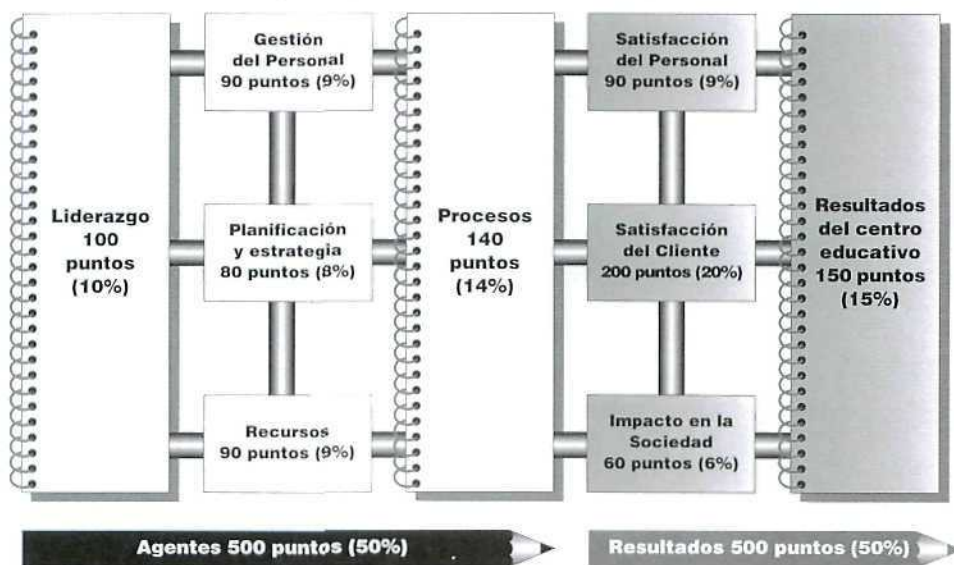 Liderazgo
100
puntos
(10%)
Gestión
del Personal
90 puntos (9%)
Planificación
y estrategia
80 puntos (8%)
Recursos
90 puntos (9%)
Procesos
140
puntos
(14%)
Satisfacción
del Personal
90 puntos (9%)
Satisfacción
del Cliente
200 puntos (20%)
Impacto en la
Sociedad
60 puntos (6%)
Resultados
del centro
educativo
150 puntos
(15%)
Agentes 500 puntos (50%)
Resultados 500 puntos (50%)